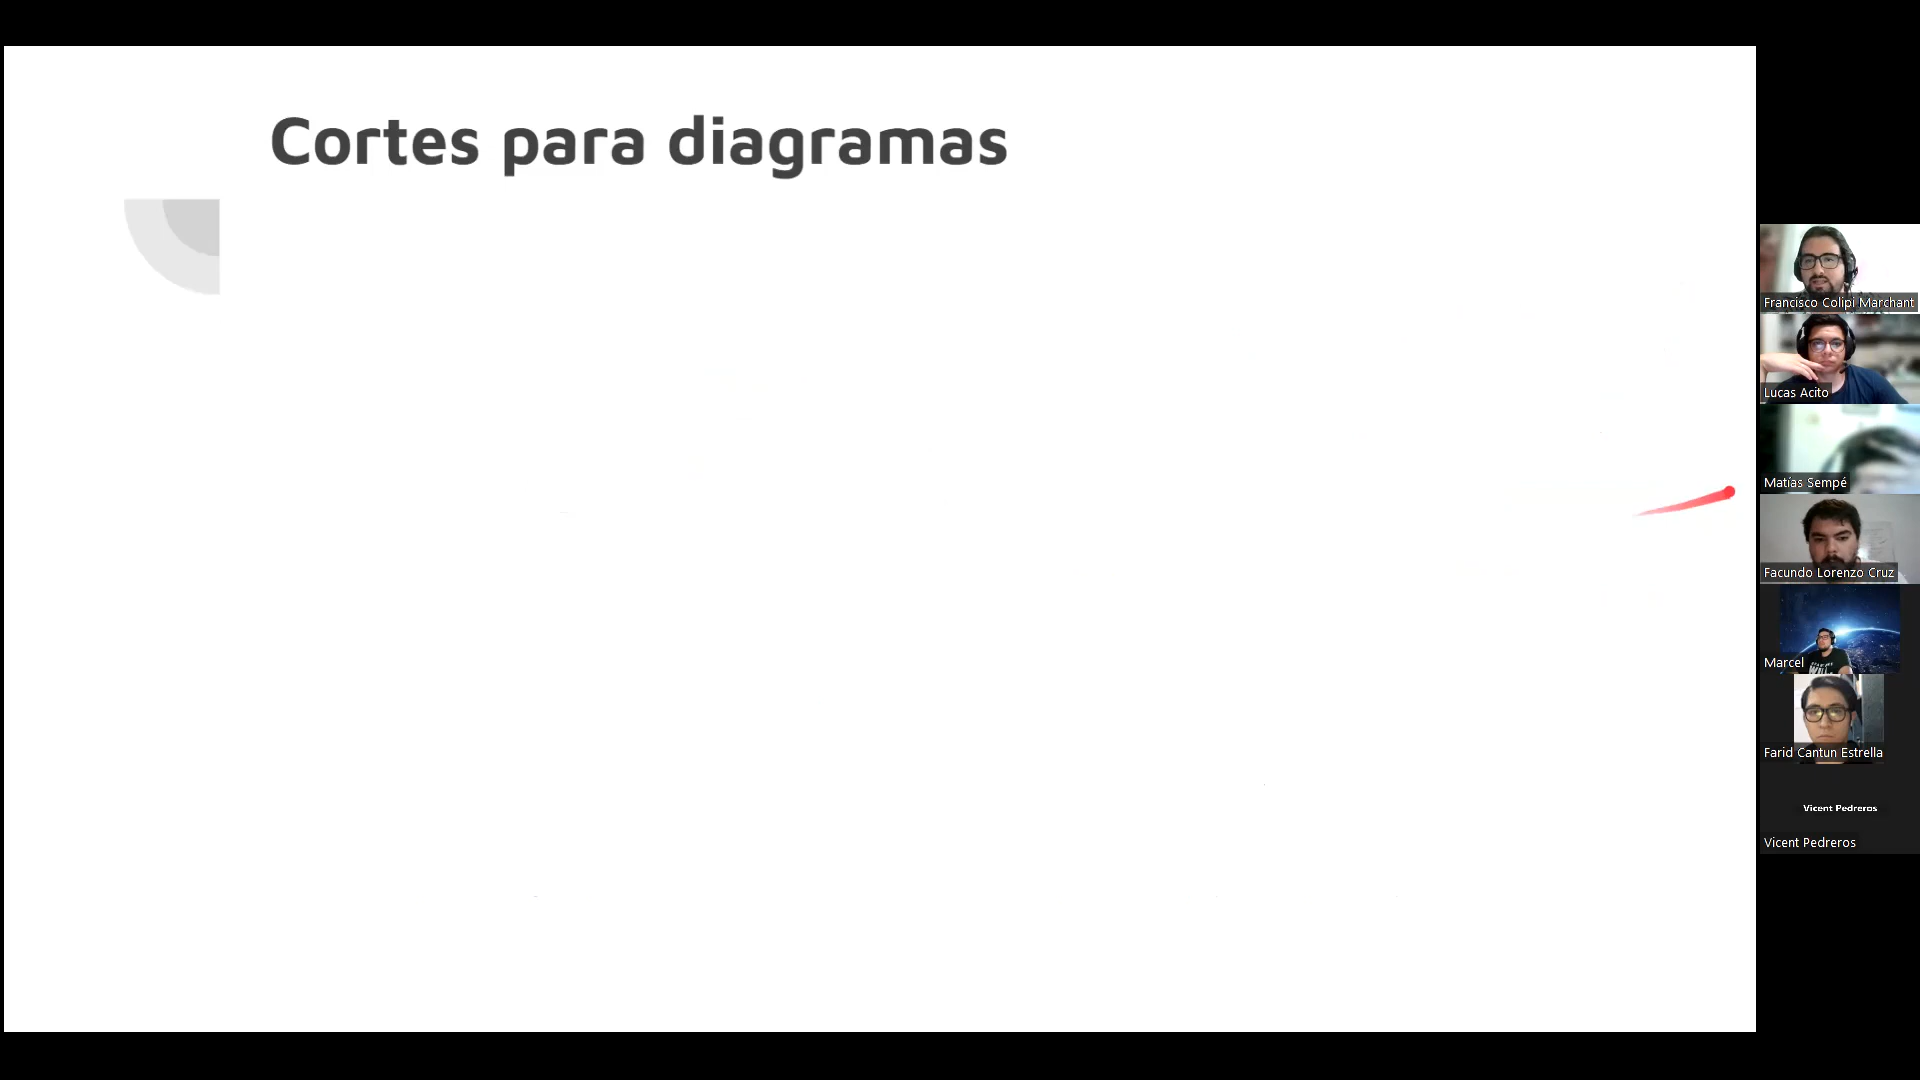 Cortes para diagramas
Francisco Colipi Marchant
Lucas Acito
Matías Sempé
Facundo Lorenzo Cruz
Marcel
Farid Cantun Estrella
Vicent Pedreros
Vicent Pedreros